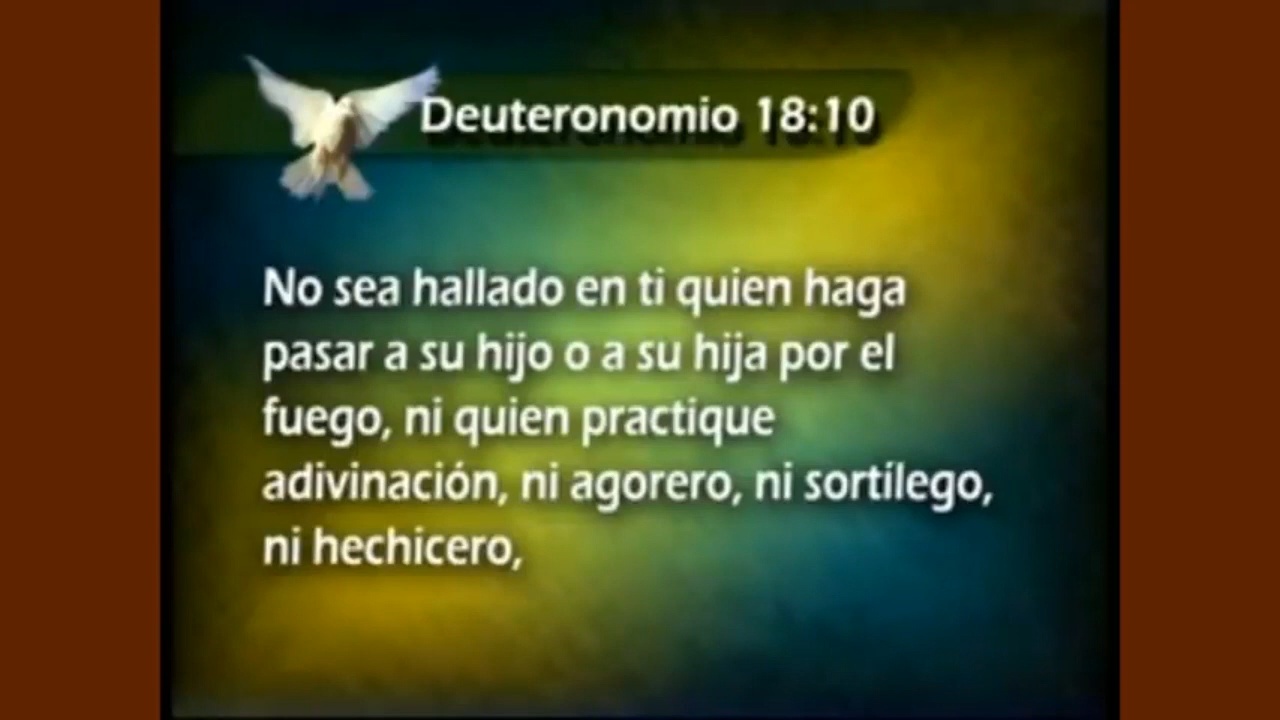 Deuteronomio 18:10
No sea hallado en ti quien haga
pasar a su hijo o a su hija por el
fuego, ni quien practique
adivinación, ni agorero, ni sortílego,
ni hechicero,